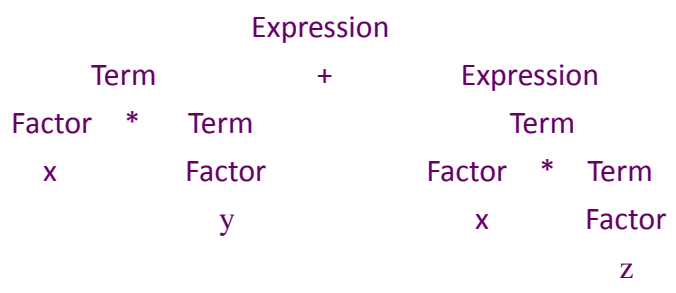 Expression
Term + Expression
Factor * Term Term
x Factor Factor * Term
y x Factor
z